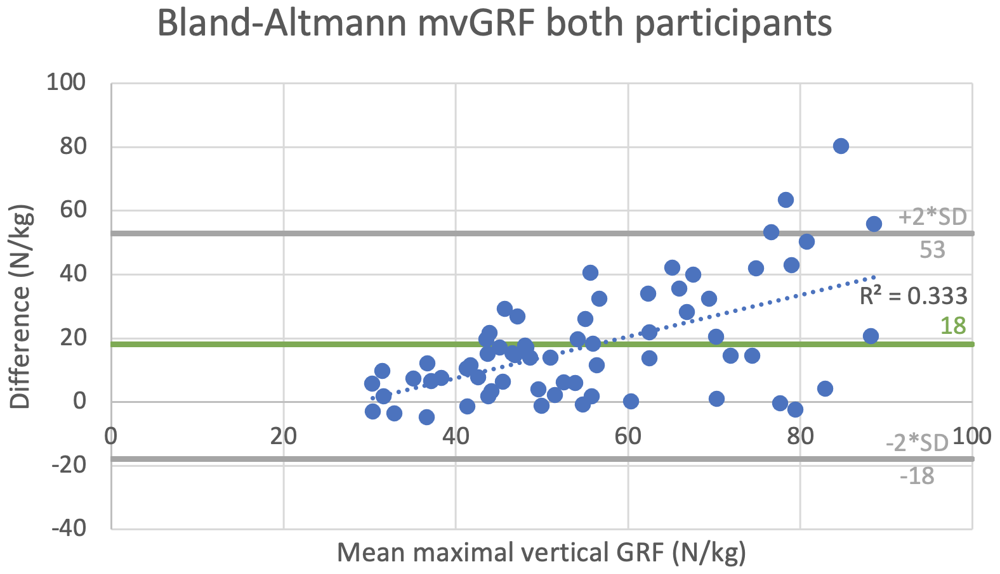 Bland-Altmann mvGRF both participants
100
80
60
40
20
0
-20
-40
Difference (N/kg)
+2*SD
53
R² = 0.333
18
0 20 40 60 80 100
-2*SD
-18
Mean maximal vertical GRF (N/kg)